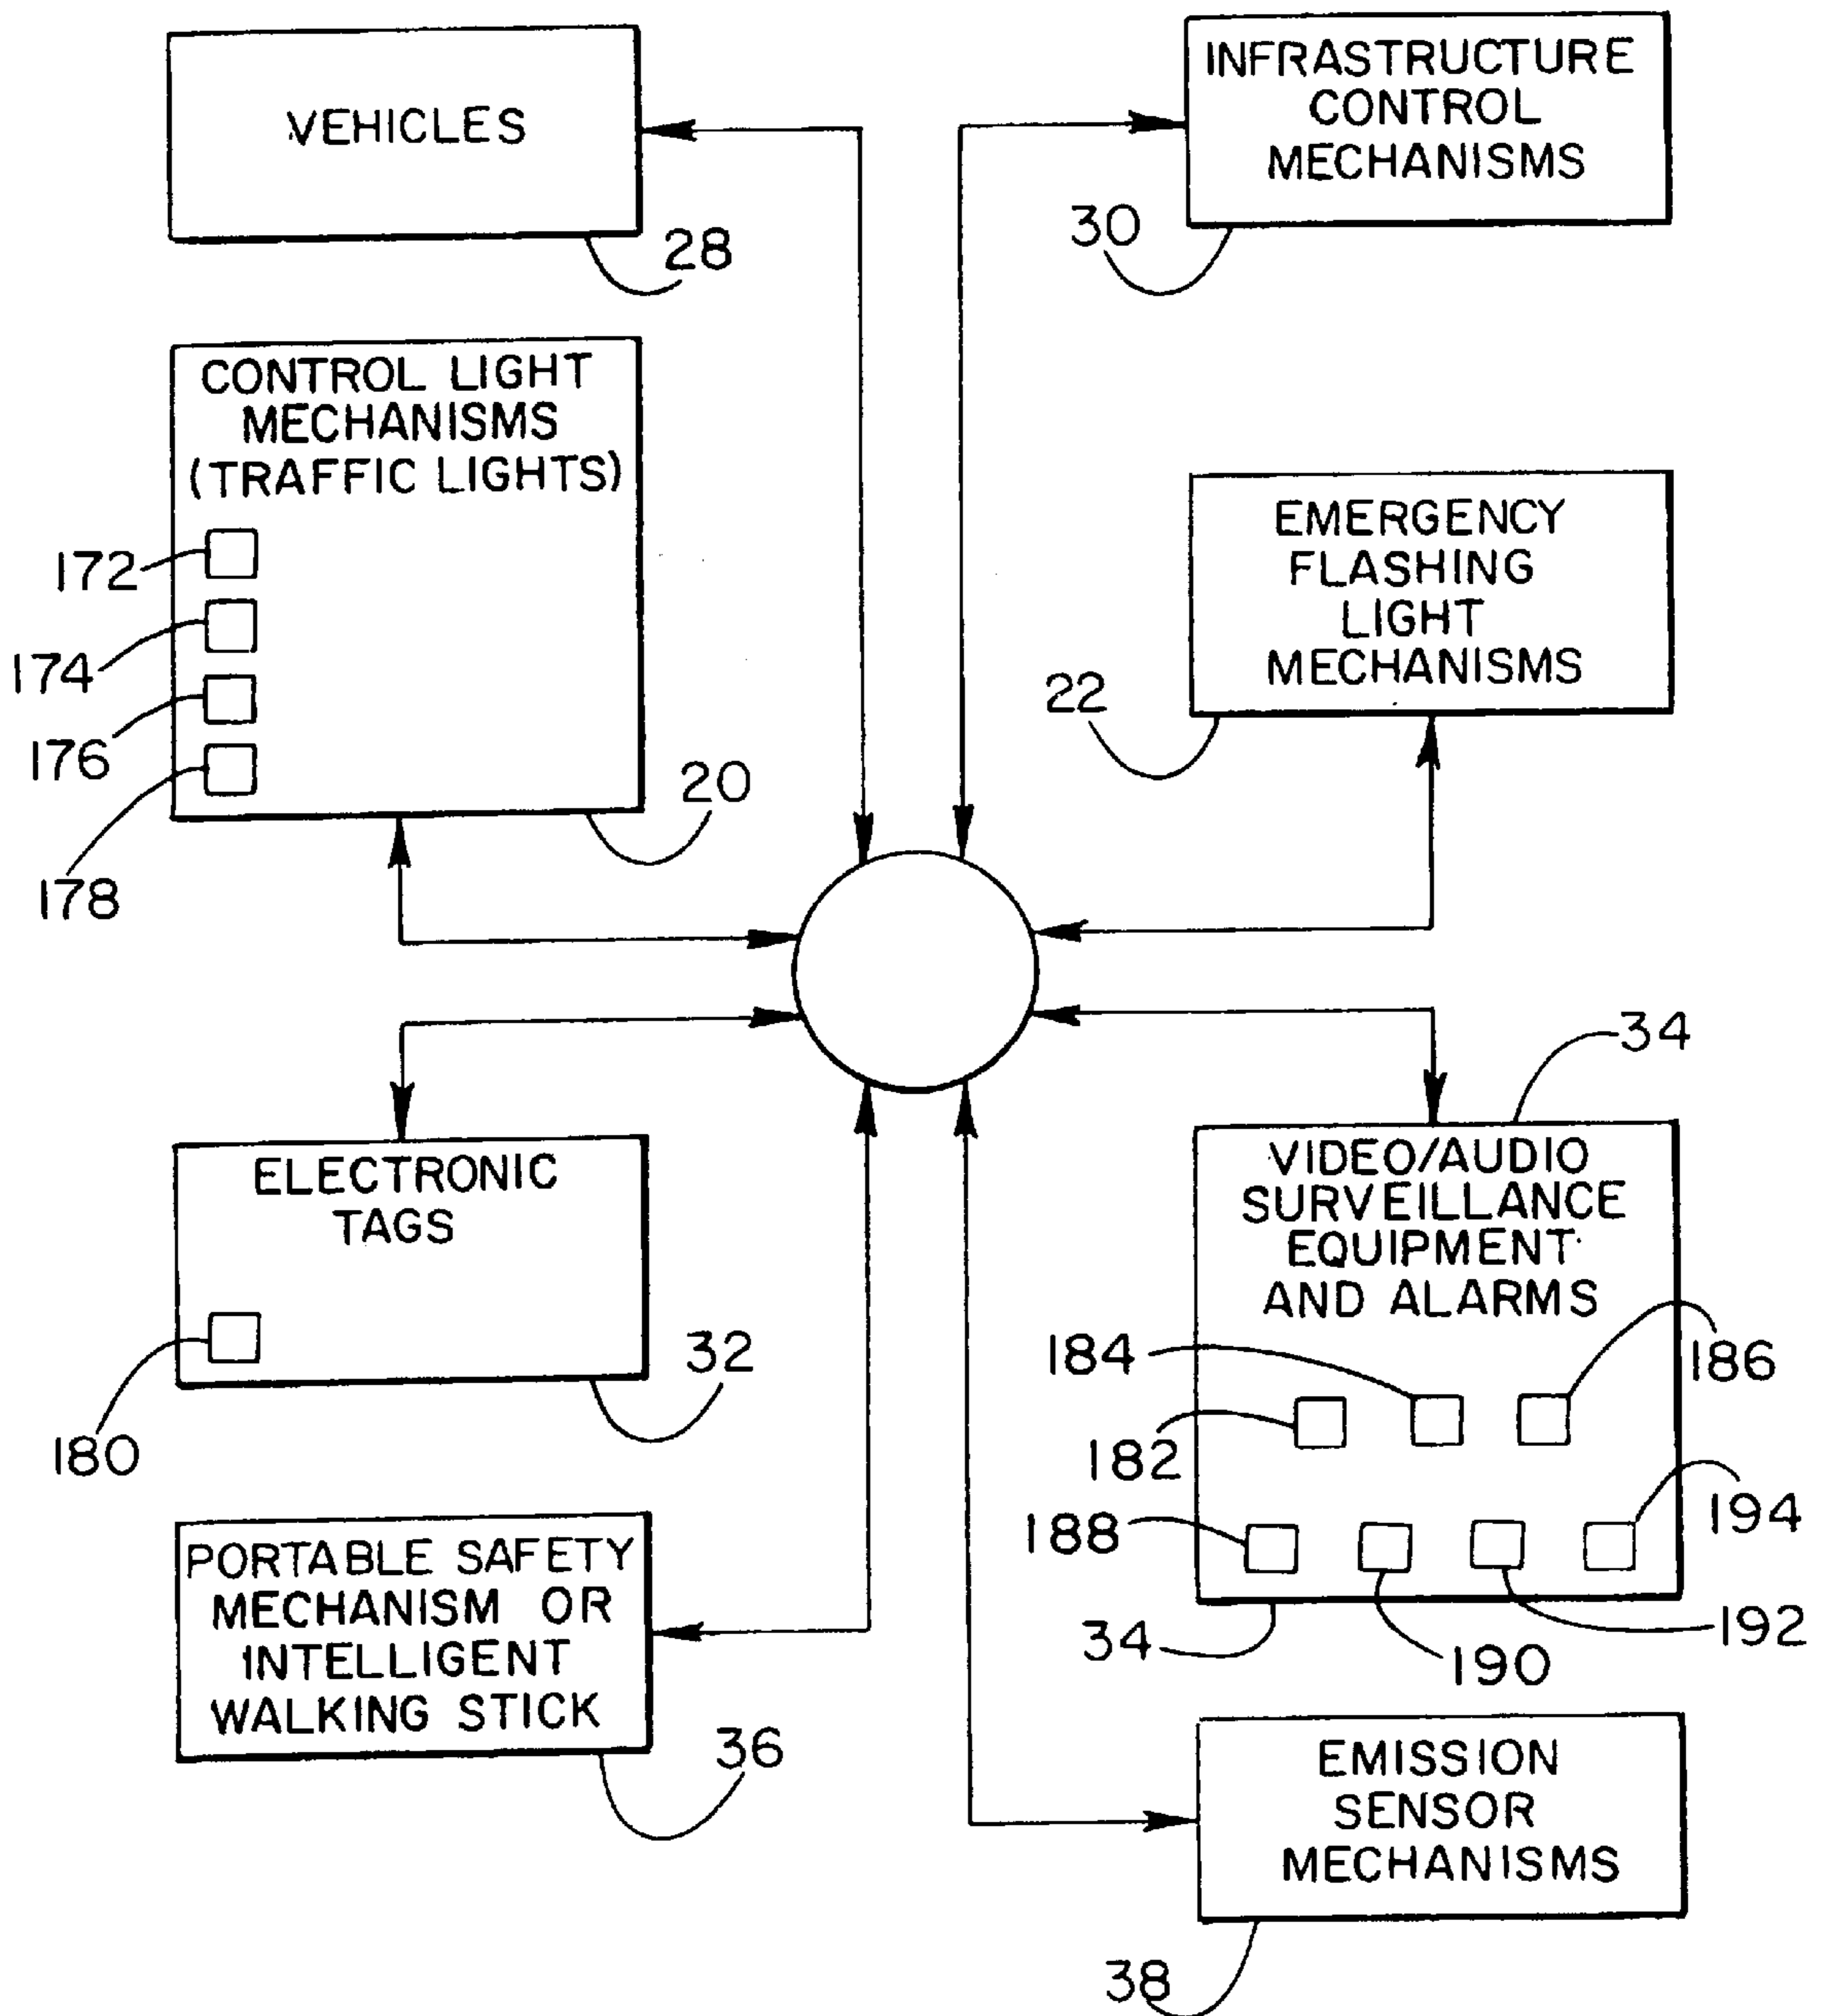 VEHICLES
28
INFRASTRUCTURE
CONTROL
MECHANISMS
30
CONTROL LIGHT
MECHANISMS
(TRAFFIC LIGHTS)
172
174
176
178
20
EMERGENCY
FLASHING
LIGHT
MECHANISMS
22
ELECTRONIC
TAGS
180
32
34
VIDEO/AUDIO
SURVEILLANCE
EQUIPMENT
AND ALARMS
184
186
182
188
194
34
190
192
PORTABLE SAFETY
MECHANISM OR
INTELLIGENT
WALKING STICK
36
EMISSION
SENSOR
MECHANISMS
38